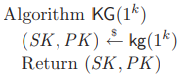 Algorithm KG(1^k)
(SK, PK) $← kg(1^k)
Return (SK, PK)